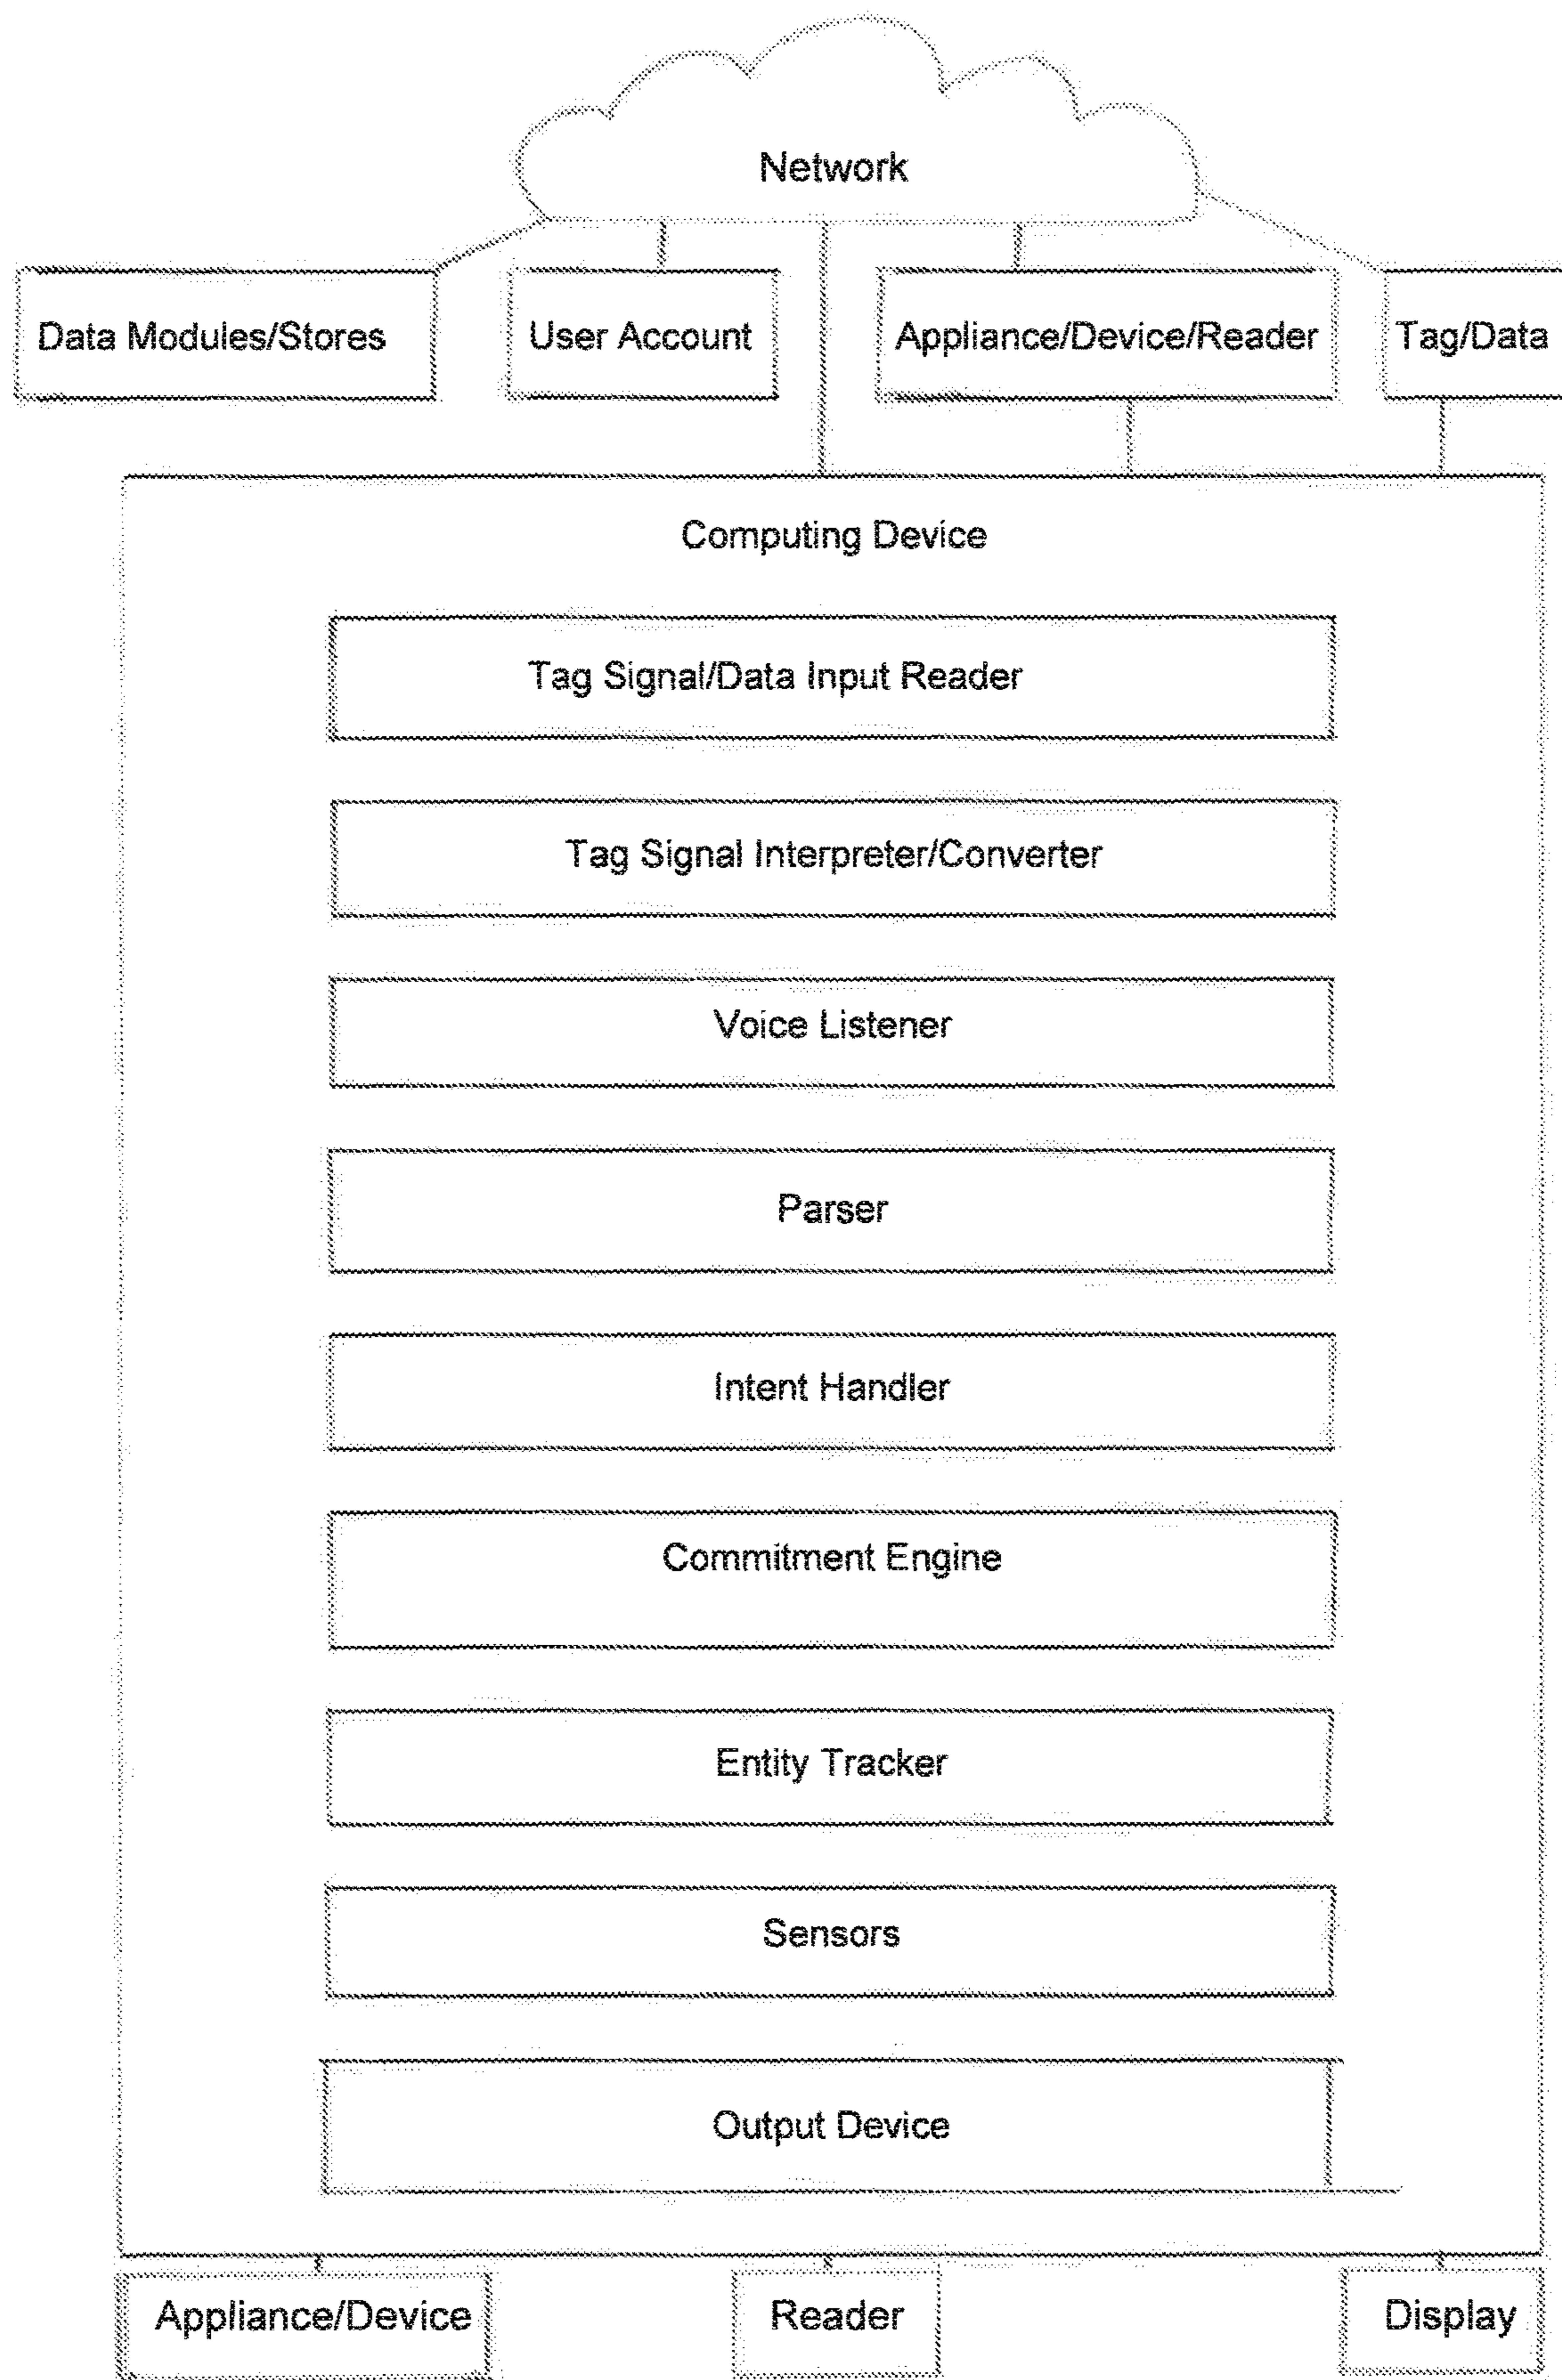 Network
Data Modules/Stores
User Account
Appliance/Device/Reader
Tag/Data
Computing Device
Tag Signal/Data Input Reader
Tag Signal Interpreter/Converter
Voice Listener
Parser
Intent Handler
Commitment Engine
Entity Tracker
Sensors
Output Device
Appliance/Device
Reader
Display